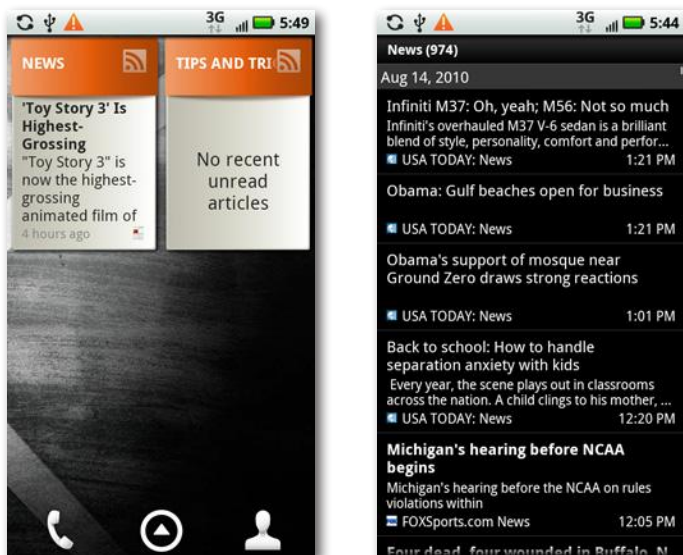 3G 5:49
NEWS
TIPS AND TRI
'Toy Story 3' Is
Highest-
Grossing
"Toy Story 3" is
now the highest-
grossing
animated film of
4 hours ago
No recent
unread
articles
3G 5:44
News (974)
Aug 14, 2010
Infiniti M37: Oh, yeah; M56: Not so much
Infiniti's overhauled M37 V-6 sedan is a brilliant
blend of style, personality, comfort and perfor...
USA TODAY: News 1:21 PM
Obama: Gulf beaches open for business
USA TODAY: News 1:21 PM
Obama's support of mosque near
Ground Zero draws strong reactions
USA TODAY: News 1:01 PM
Back to school: How to handle
separation anxiety with kids
Every year, the scene plays out in classrooms
across the nation. A child clings to his mother, ...
USA TODAY: News 12:20 PM
Michigan's hearing before NCAA
begins
Michigan's hearing before the NCAA on rules
violations within
FOXSports.com News 12:05 PM
Four dead, four wounded in Buffalo, N